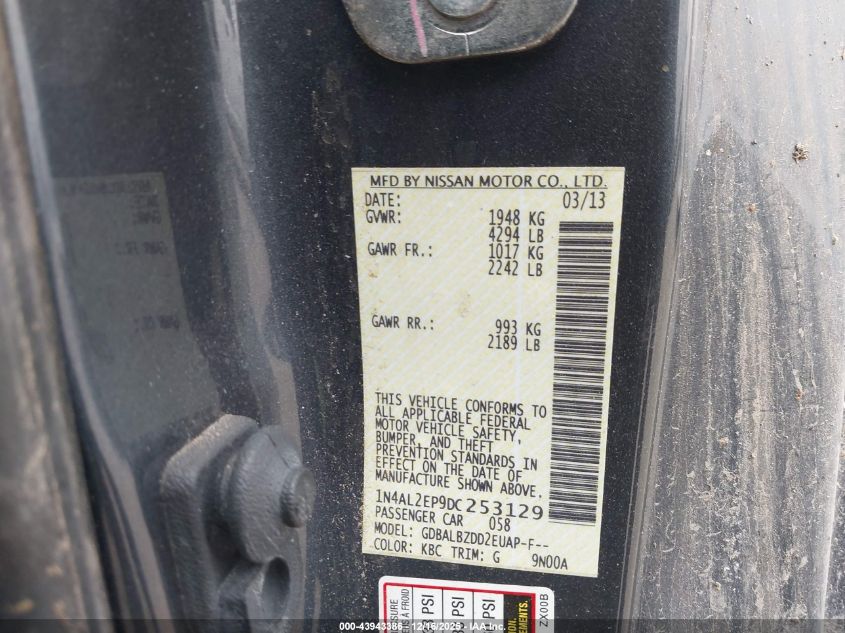 MFD BY NISSAN MOTOR CO., LTD.
DATE: 03/13
GVWR: 1948 KG
4294 LB
GAWR FR.: 1017 KG
2242 LB
GAWR RR.: 993 KG
2189 LB
THIS VEHICLE CONFORMS TO
ALL APPLICABLE FEDERAL
MOTOR VEHICLE SAFETY,
BUMPER, AND THEFT
PREVENTION STANDARDS IN
EFFECT ON THE DATE OF
MANUFACTURE SHOWN ABOVE.
1N4AL2EP9DC253129
PASSENGER CAR 058
MODEL: GDBALBZDD2EUAP-F--
COLOR: KBC TRIM: G 9N00A
A FROID
PSI
PSI
PSI
ZX00B
000-43943386 - 12/16/2025 - IAA Inc.